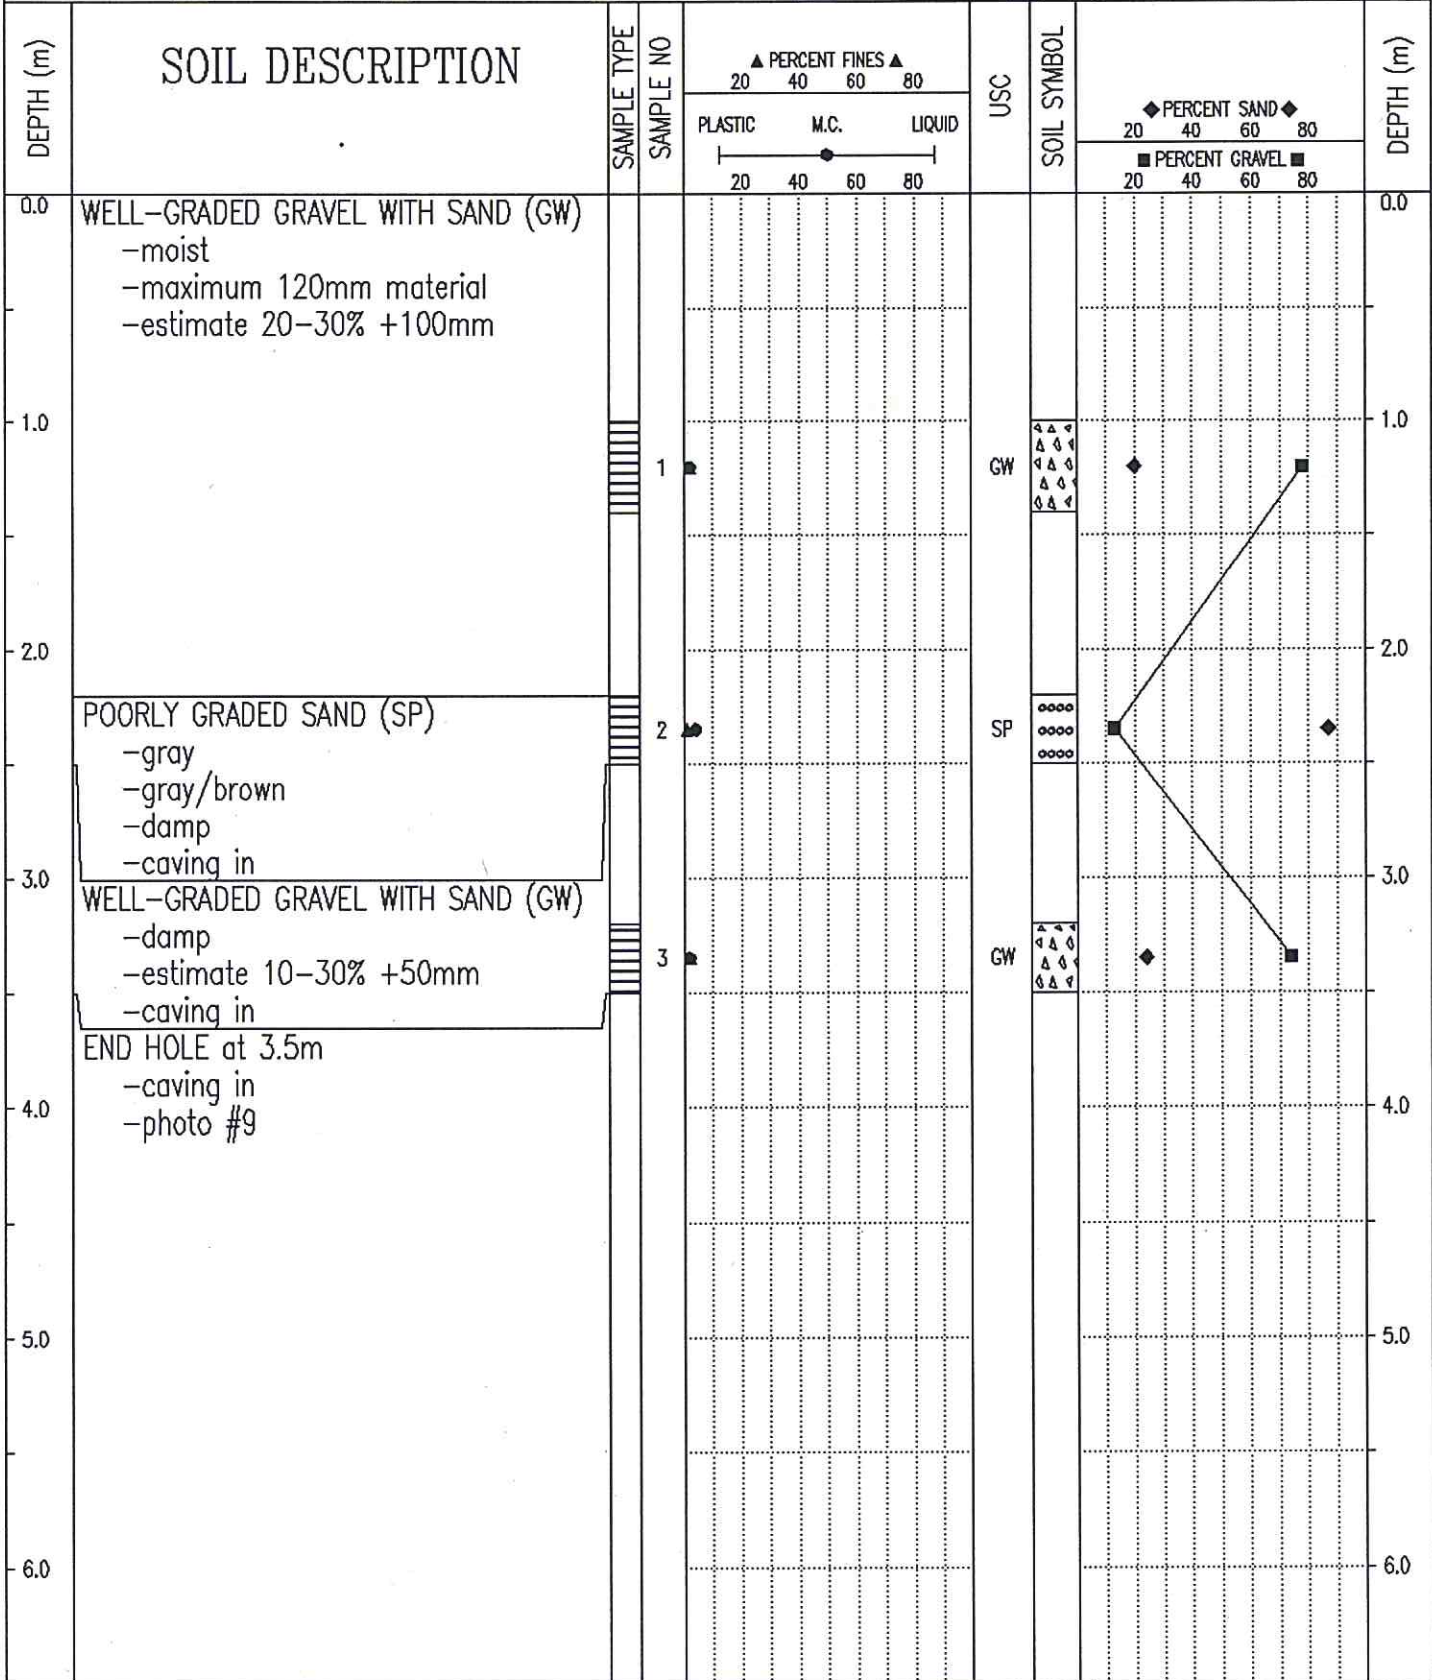 DEPTH (m)
SOIL DESCRIPTION
SAMPLE TYPE
SAMPLE NO
▲ PERCENT FINES ▲
20 40 60 80
PLASTIC M.C. LIQUID
20 40 60 80
USC
SOIL SYMBOL
◆ PERCENT SAND ◆
20 40 60 80
■ PERCENT GRAVEL ■
20 40 60 80
DEPTH (m)
0.0
WELL-GRADED GRAVEL WITH SAND (GW)
0.0
-moist
-maximum 120mm material
-estimate 20-30% +100mm
1.0
1.0
1
GW
2.0
2.0
POORLY GRADED SAND (SP)
2
SP
-gray
-gray/brown
-damp
-caving in
3.0
3.0
WELL-GRADED GRAVEL WITH SAND (GW)
-damp
3
GW
-estimate 10-30% +50mm
-caving in
END HOLE at 3.5m
-caving in
4.0
4.0
-photo #9
5.0
5.0
6.0
6.0